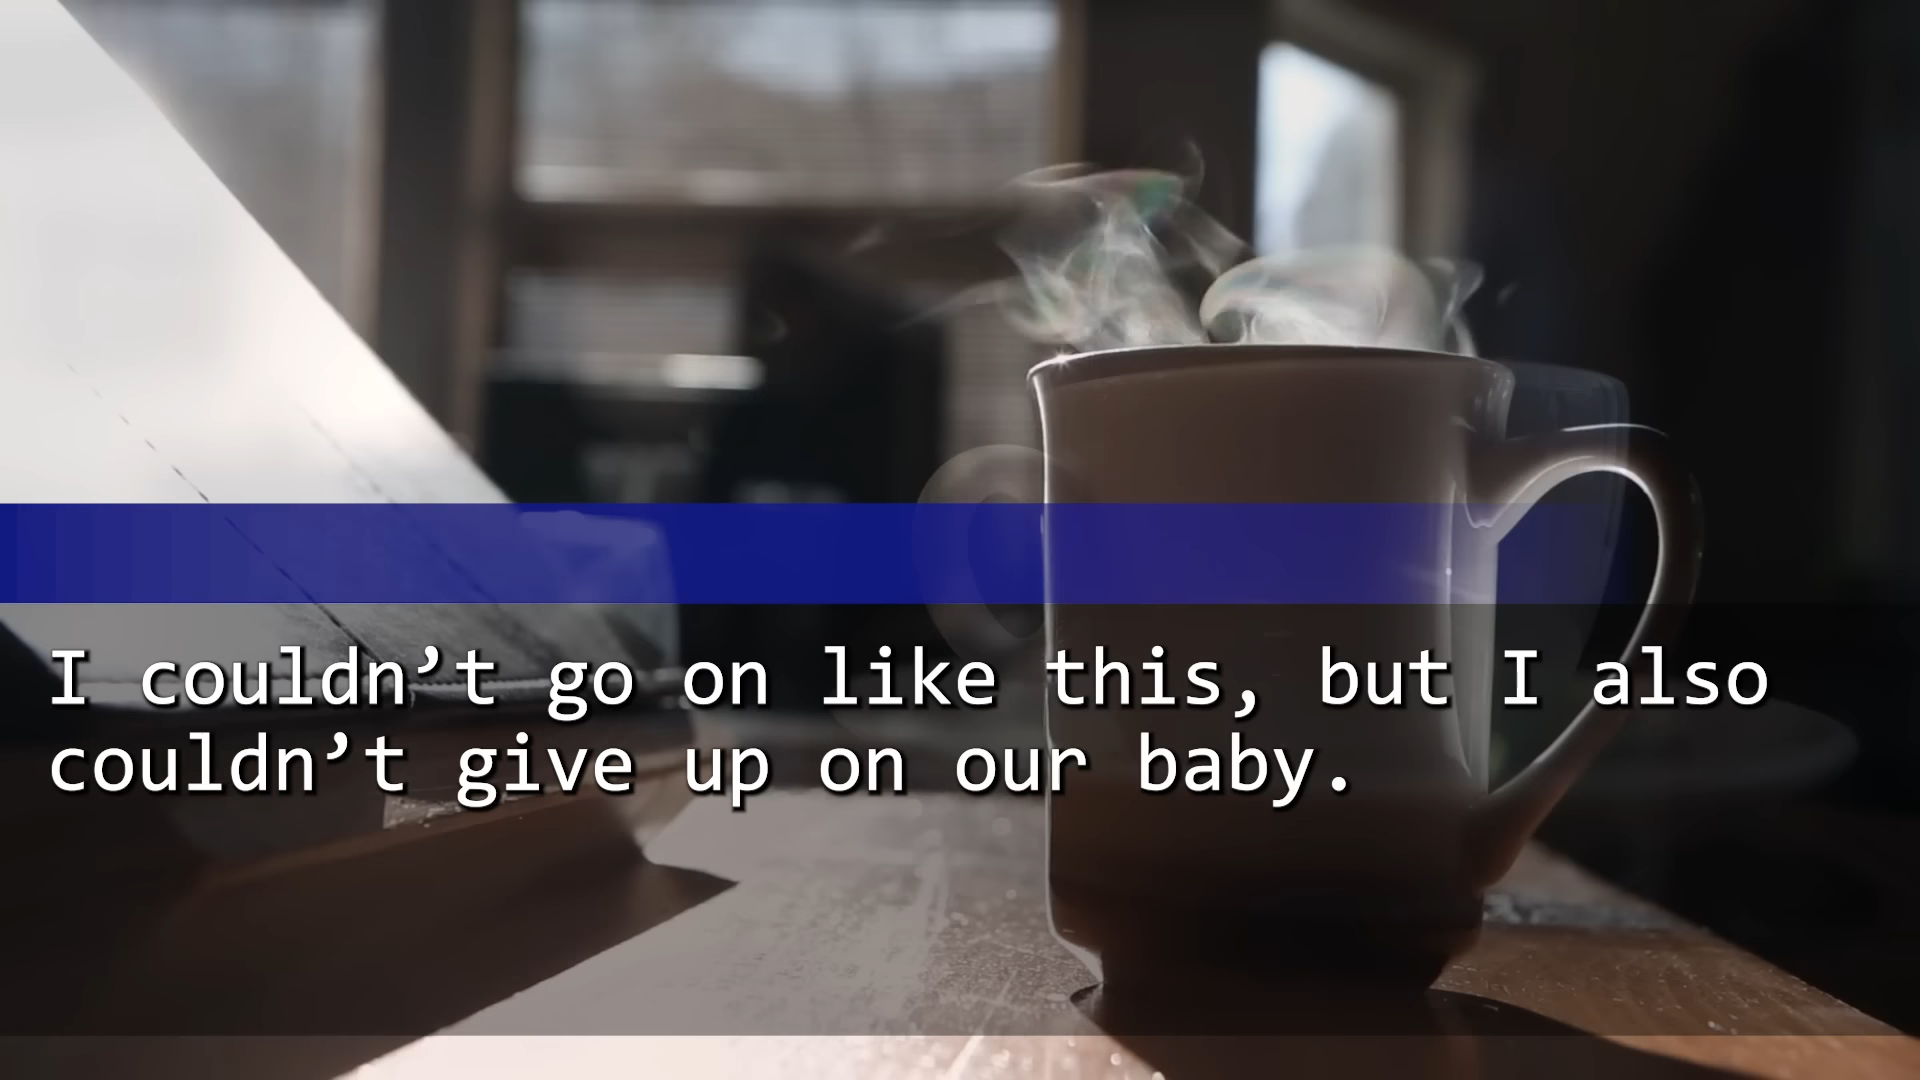 I couldn’t go on like this, but I also
couldn’t give up on our baby.